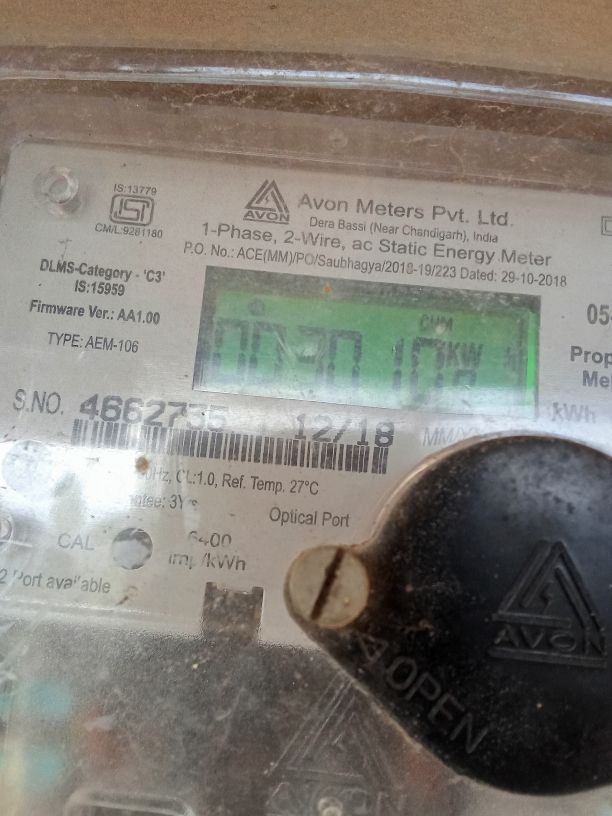 IS:13779
ISI
CM/L:9281180
AVON
Avon Meters Pvt. Ltd.
Dera Bassi (Near Chandigarh), India
1-Phase, 2-Wire, ac Static Energy Meter
P.O. No.: ACE(MM)/PO/Saubhagya/2018-19/223 Dated: 29-10-2018
DLMS-Category - 'C3'
IS:15959
Firmware Ver.: AA1.00
TYPE: AEM-106
CUM
KW
kWh
S.NO.
12/18
CL:1.0, Ref. Temp. 27°C
Optical Port
CAL
6400
imp/kWh
Port available
AVON
OPEN